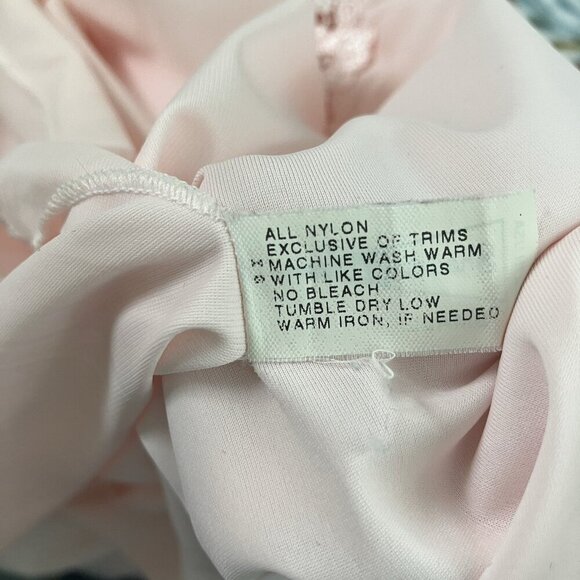 ALL NYLON
EXCLUSIVE OF TRIMS
MACHINE WASH WARM
WITH LIKE COLORS
NO BLEACH
TUMBLE DRY LOW
WARM IRON, IF NEEDED